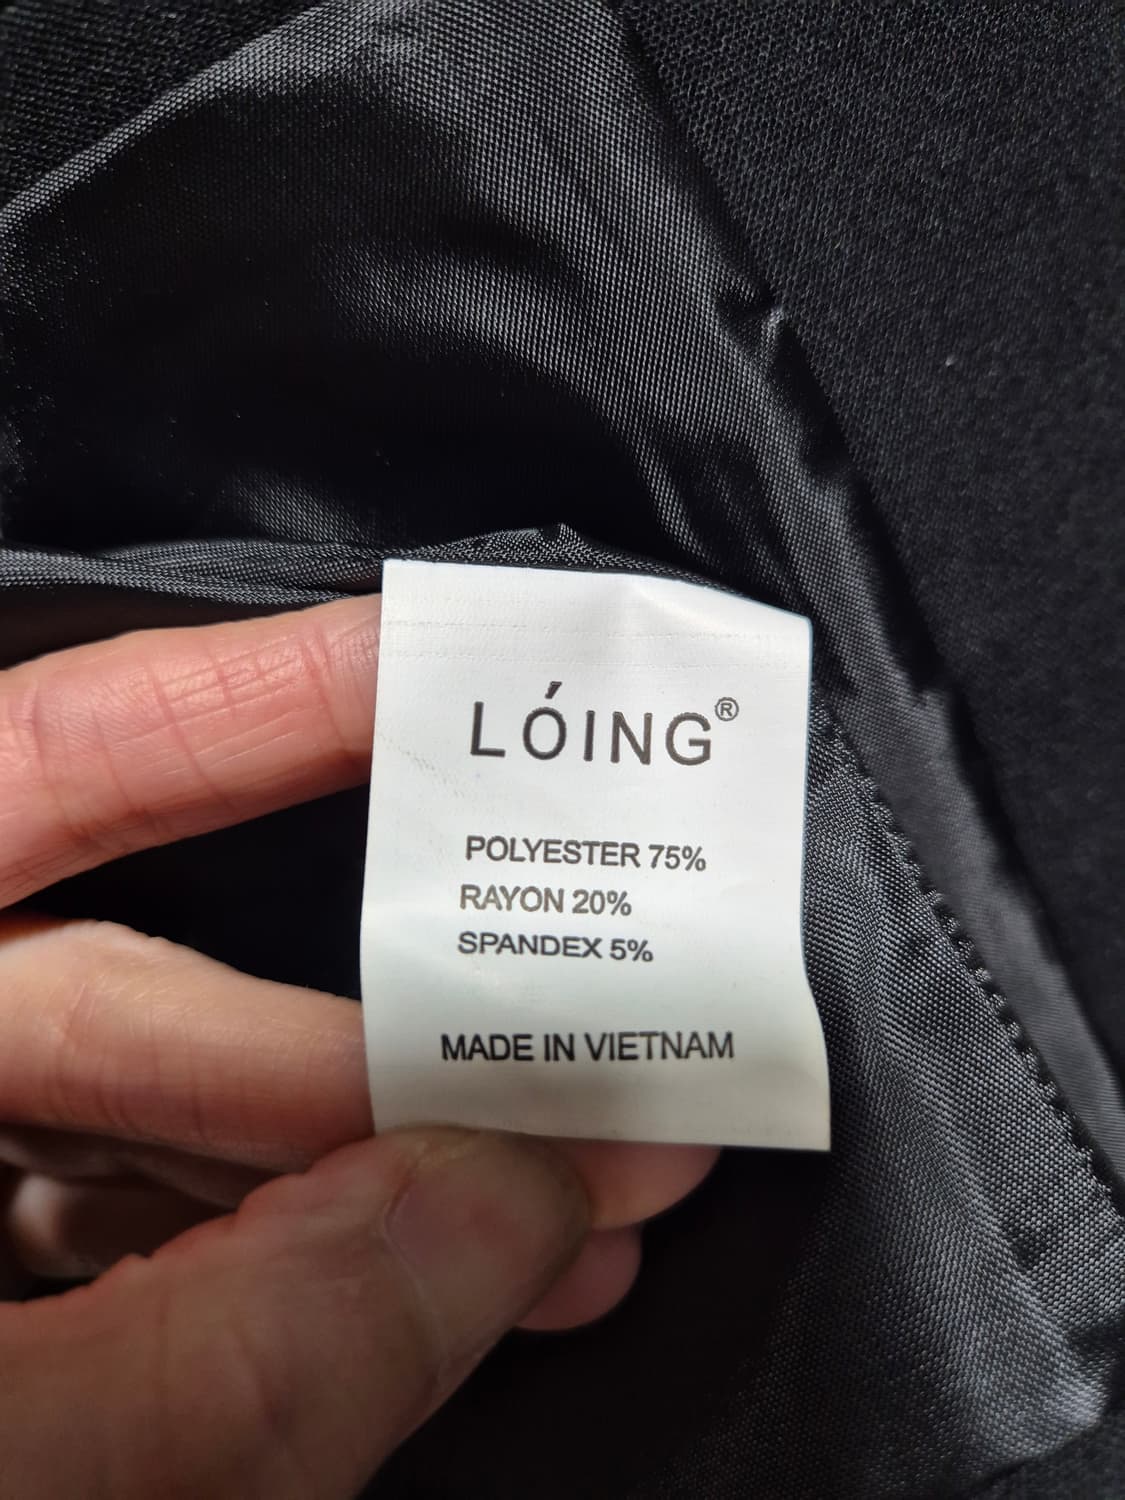 LÓING®
POLYESTER 75%
RAYON 20%
SPANDEX 5%
MADE IN VIETNAM